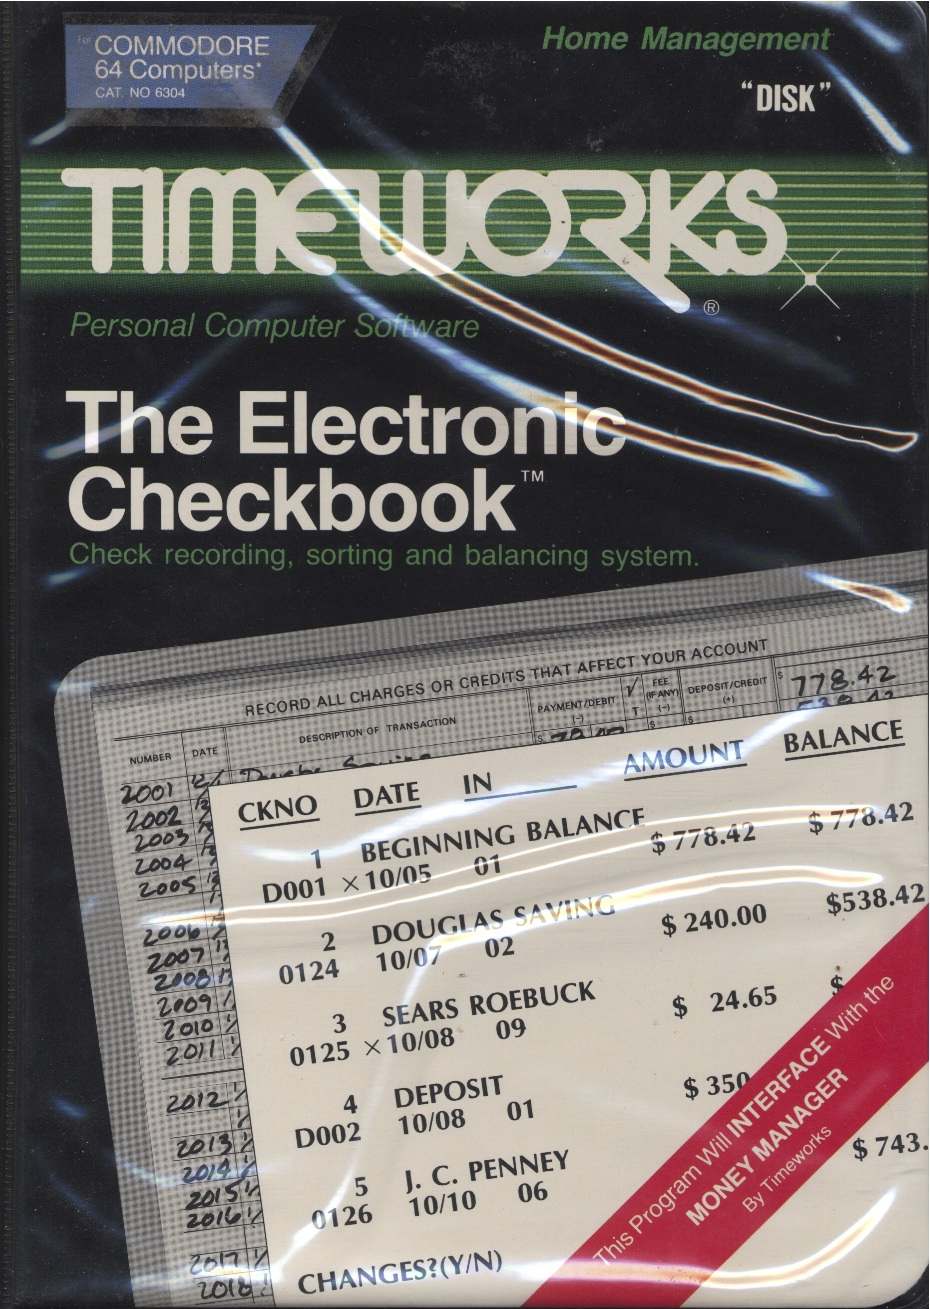 For COMMODORE
64 Computers*
CAT. NO 6304
Home Management
"DISK"
TIMEWORKS ®
Personal Computer Software
The Electronic
Checkbook™
Check recording, sorting and balancing system.
RECORD ALL CHARGES OR CREDITS THAT AFFECT YOUR ACCOUNT
NUMBER DATE DESCRIPTION OF TRANSACTION PAYMENT/DEBIT (-) √ T FEE (IF ANY) (-) DEPOSIT/CREDIT (+) $ 778.42
2001
2002
2003
2004
2005
2006
2007
2008
2009
2010
2011
2012
2013
2014
2015
2016
2017
2018
CKNO DATE IN AMOUNT BALANCE
1 BEGINNING BALANCE $ 778.42 $ 778.42
D001 × 10/05 01
2 DOUGLAS SAVING $ 240.00 $538.42
0124 10/07 02
3 SEARS ROEBUCK $ 24.65 $
0125 × 10/08 09
4 DEPOSIT $ 350
D002 10/08 01
5 J. C. PENNEY $ 743.
0126 10/10 06
CHANGES?(Y/N)
This Program Will INTERFACE With the
MONEY MANAGER
By Timeworks